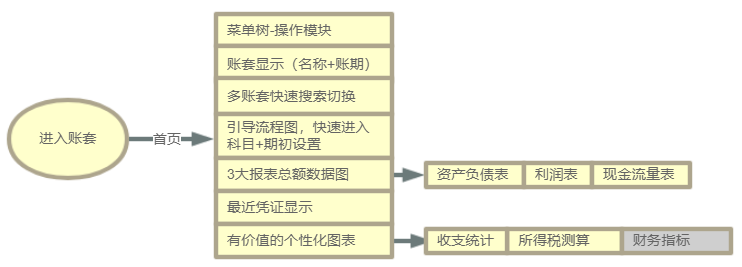 菜单树-操作模块
账套显示（名称+账期）
多账套快速搜索切换
进入账套
首页
引导流程图，快速进入
科目+期初设置
3大报表总额数据图
资产负债表
利润表
现金流量表
最近凭证显示
有价值的个性化图表
收支统计
所得税测算
财务指标